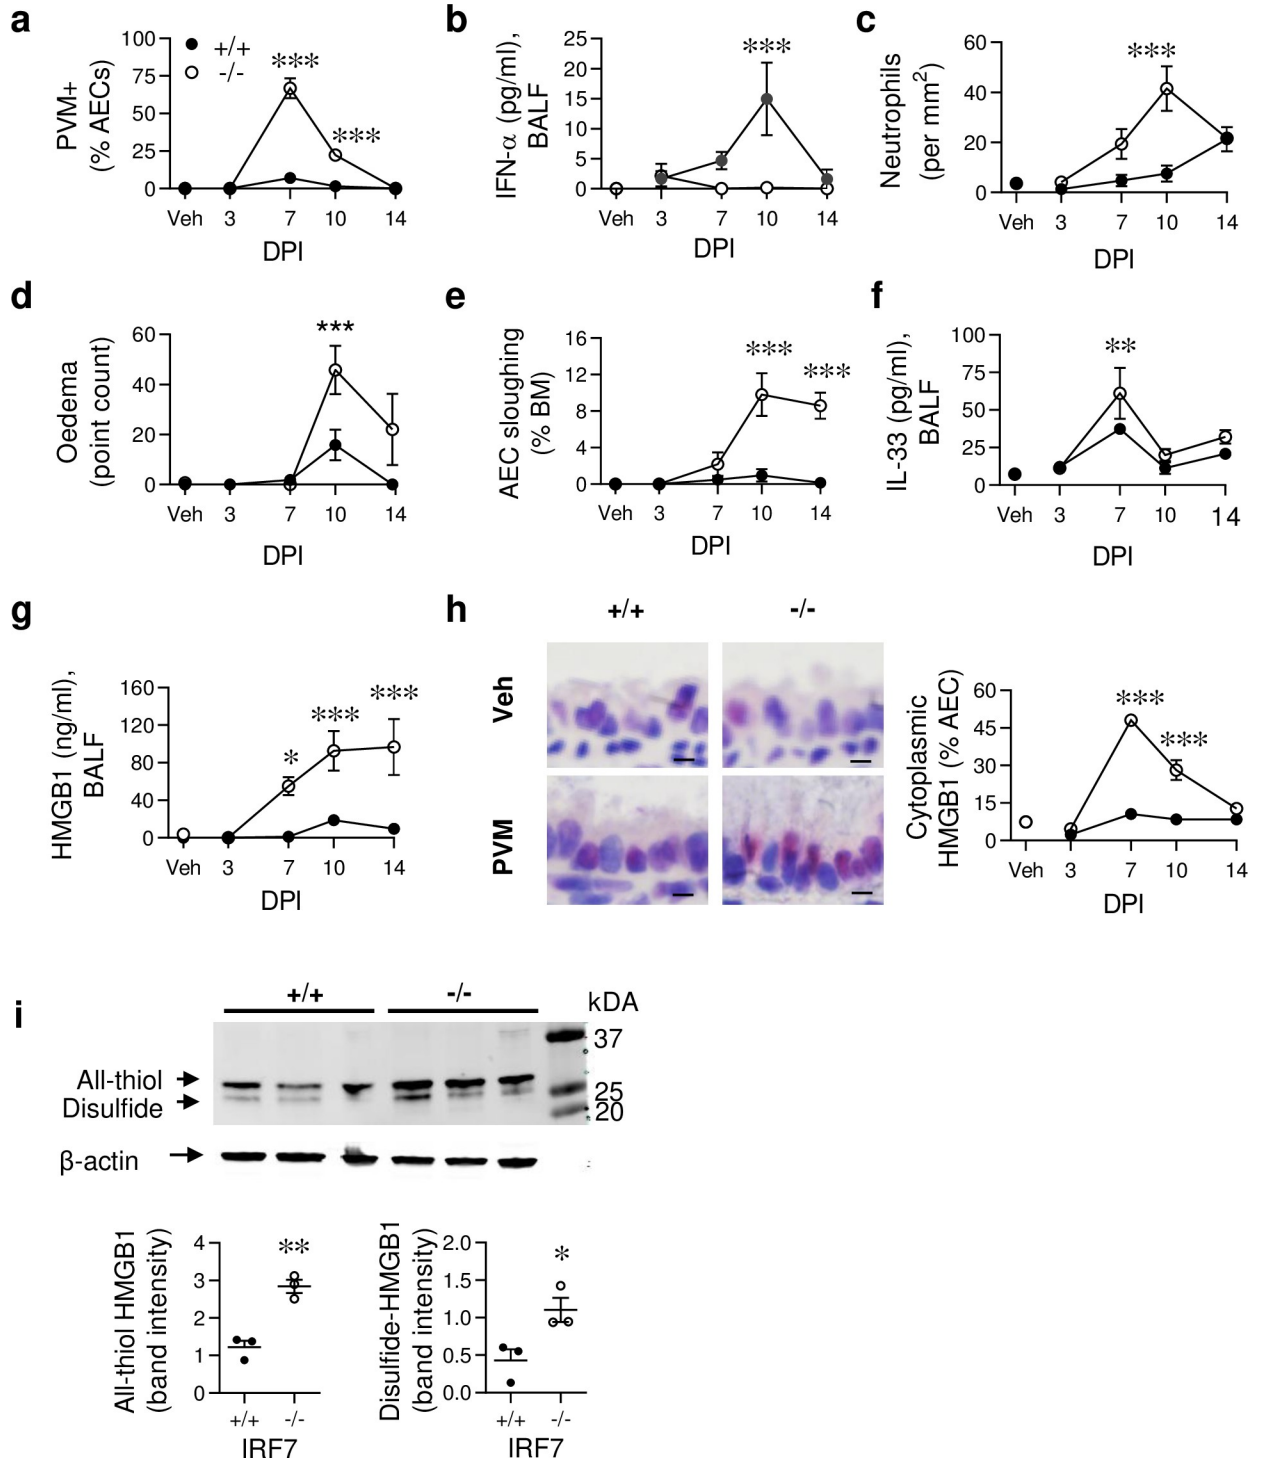 a
PVM+
(% AECs)
100
75
50
25
0
+/+
-/-
***
***
Veh 3 7 10 14
DPI
b
IFN-α (pg/ml),
BALF
25
20
15
10
5
0
***
Veh 3 7 10 14
DPI
c
Neutrophils
(per mm²)
60
40
20
0
***
Veh 3 7 10 14
DPI
d
Oedema
(point count)
60
40
20
0
***
Veh 3 7 10 14
DPI
e
AEC sloughing
(% BM)
16
12
8
4
0
***
***
Veh 3 7 10 14
DPI
f
IL-33 (pg/ml),
BALF
100
75
50
25
0
**
Veh 3 7 10 14
DPI
g
HMGB1 (ng/ml),
BALF
160
120
80
40
0
*
***
***
Veh 3 7 10 14
DPI
h
+/+ -/-
Veh
PVM
Cytoplasmic
HMGB1 (% AEC)
60
45
30
15
0
***
***
Veh 3 7 10 14
DPI
i
+/+ -/- kDA
37
All-thiol
25
Disulfide
20
β-actin
All-thiol HMGB1
(band intensity)
4
3
2
1
0
**
+/+ -/-
IRF7
Disulfide-HMGB1
(band intensity)
2.0
1.5
1.0
0.5
0.0
*
+/+ -/-
IRF7